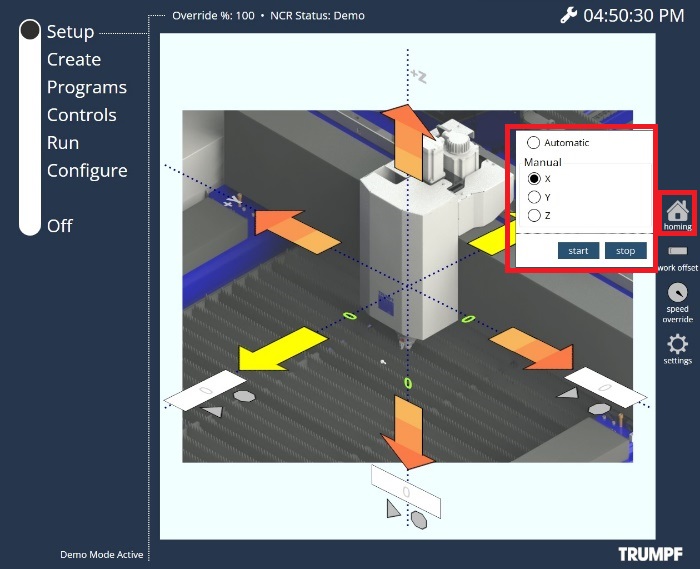 Override %: 100 • NCR Status: Demo
04:50:30 PM
Setup
Create
Programs
Controls
Run
Configure
Off
+Z
+Y
Automatic
Manual
X
Y
Z
start
stop
homing
work offset
speed
override
settings
0
0
0
0
0
0
Demo Mode Active
TRUMPF